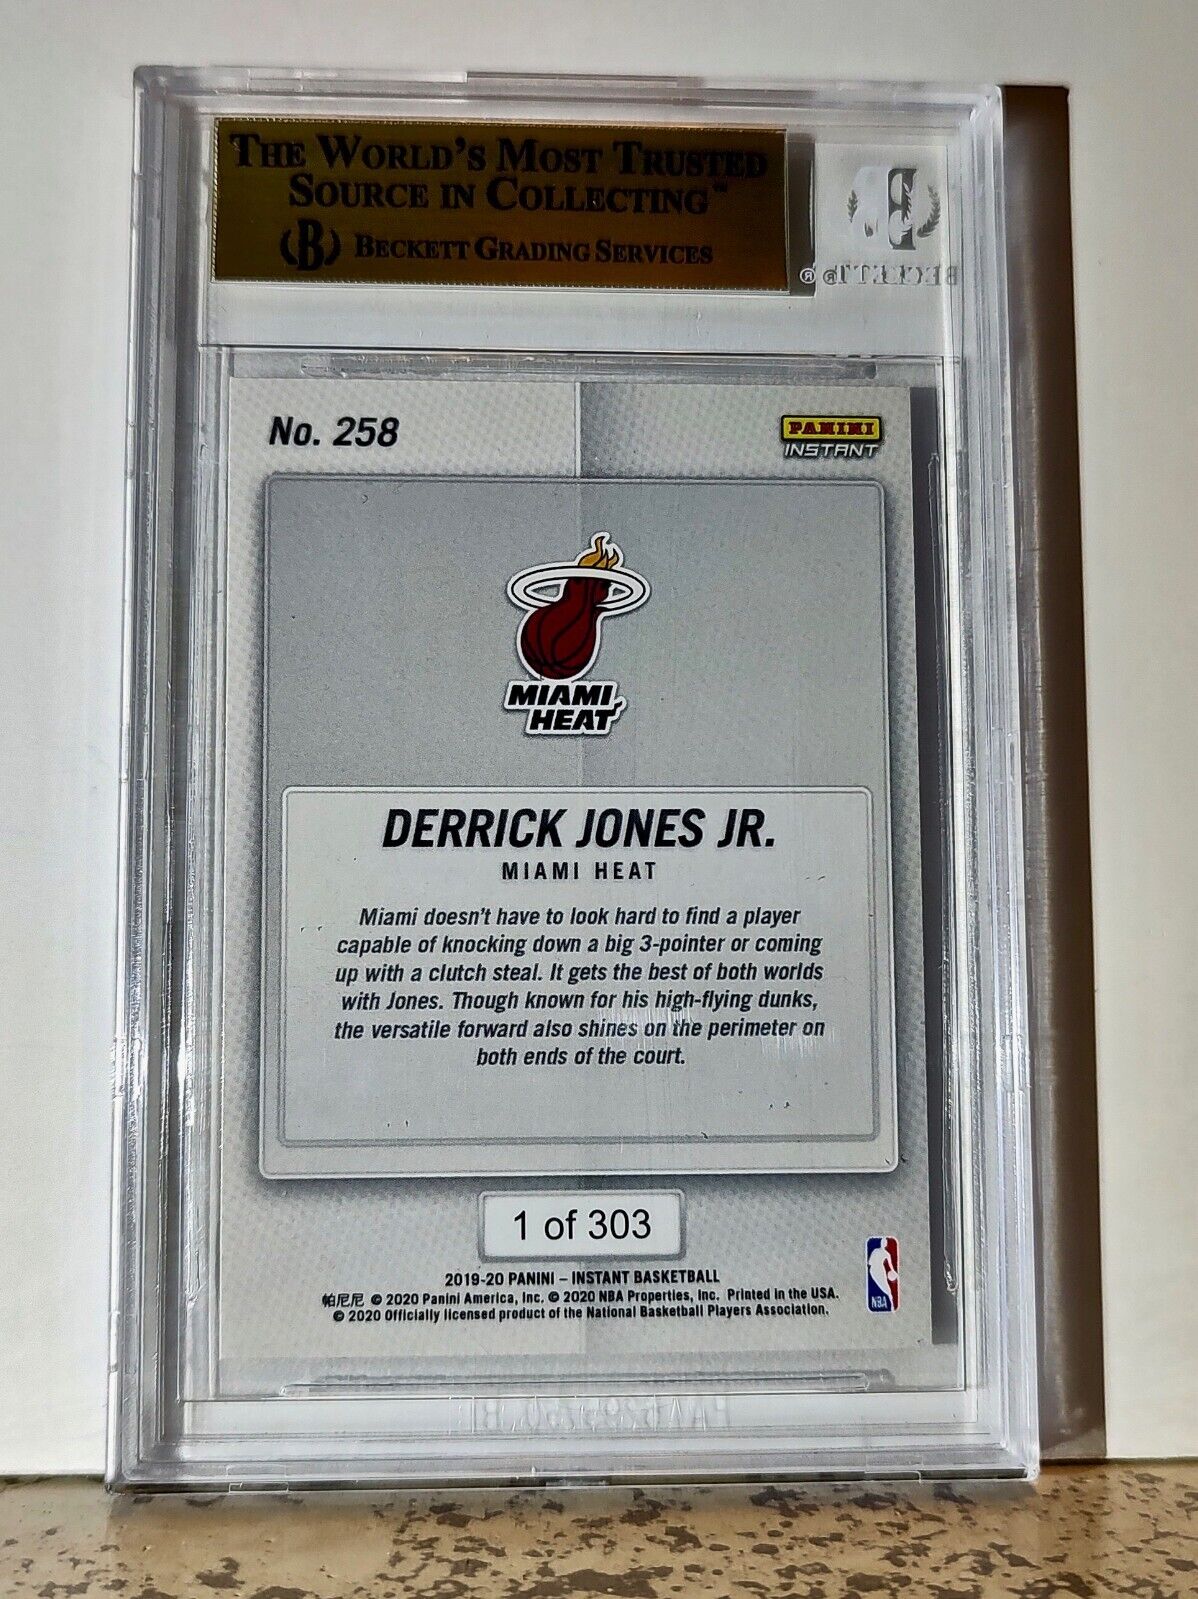 THE WORLD'S MOST TRUSTED
SOURCE IN COLLECTING™
B BECKETT GRADING SERVICES
B
BECKETT ® ®
No. 258
PANINI
INSTANT
MIAMI
HEAT
DERRICK JONES JR.
MIAMI HEAT
Miami doesn't have to look hard to find a player
capable of knocking down a big 3-pointer or coming
up with a clutch steal. It gets the best of both worlds
with Jones. Though known for his high-flying dunks,
the versatile forward also shines on the perimeter on
both ends of the court.
1 of 303
2019-20 PANINI – INSTANT BASKETBALL
帕尼尼 © 2020 Panini America, Inc. © 2020 NBA Properties, Inc. Printed in the USA.
© 2020 Officially licensed product of the National Basketball Players Association.
NBA